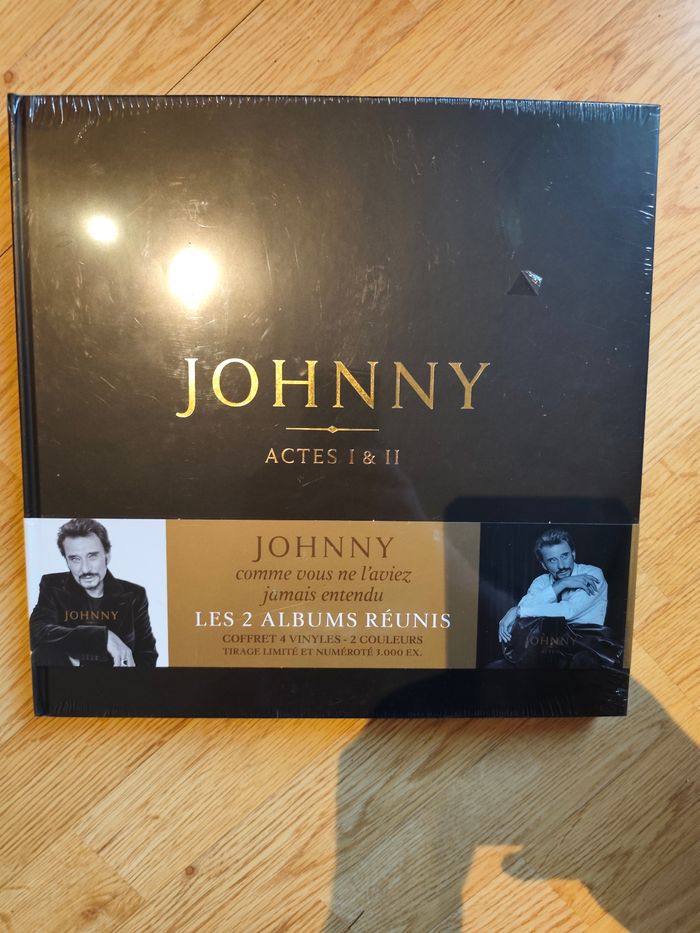 JOHNNY
ACTES I & II
JOHNNY
JOHNNY
comme vous ne l'aviez
jamais entendu
LES 2 ALBUMS RÉUNIS
COFFRET 4 VINYLES - 2 COULEURS
TIRAGE LIMITÉ ET NUMÉROTÉ 3.000 EX.
JOHNNY